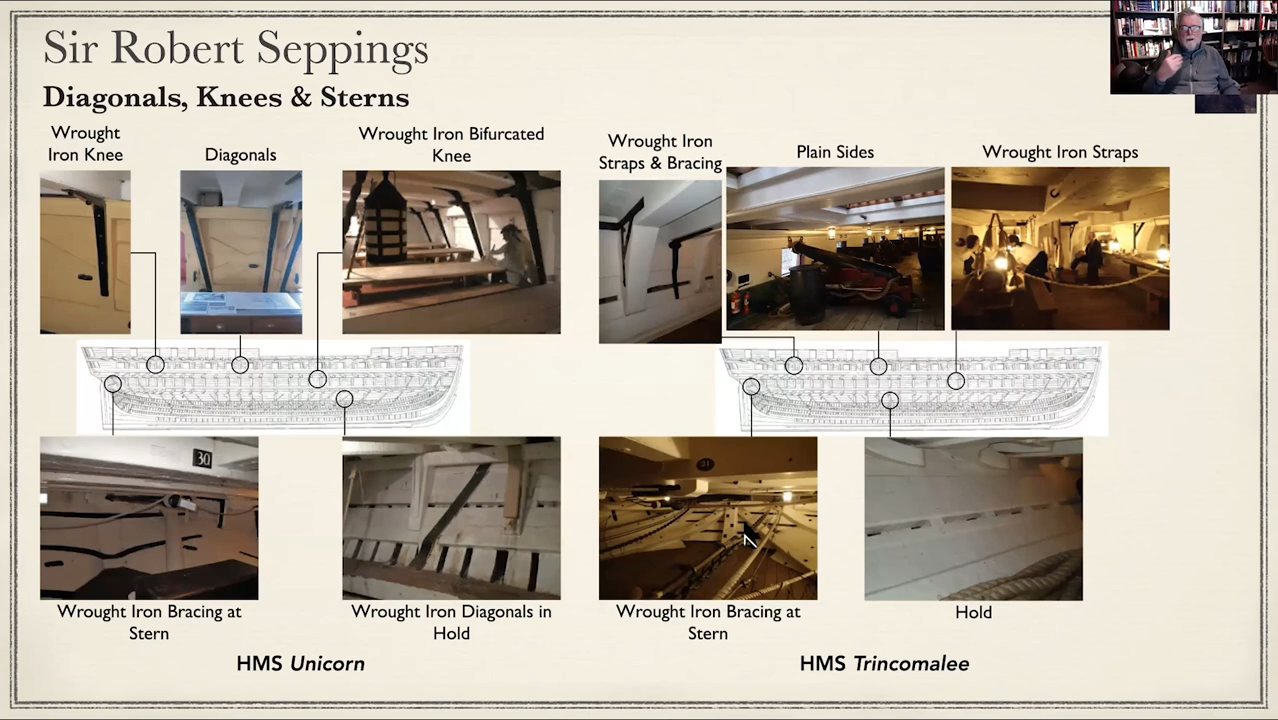 Sir Robert Seppings
Diagonals, Knees & Sterns
Wrought
Iron Knee
Diagonals
Wrought Iron Bifurcated
Knee
Wrought Iron
Straps & Bracing
Plain Sides
Wrought Iron Straps
30
21
Wrought Iron Bracing at
Stern
Wrought Iron Diagonals in
Hold
Wrought Iron Bracing at
Stern
Hold
HMS Unicorn
HMS Trincomalee